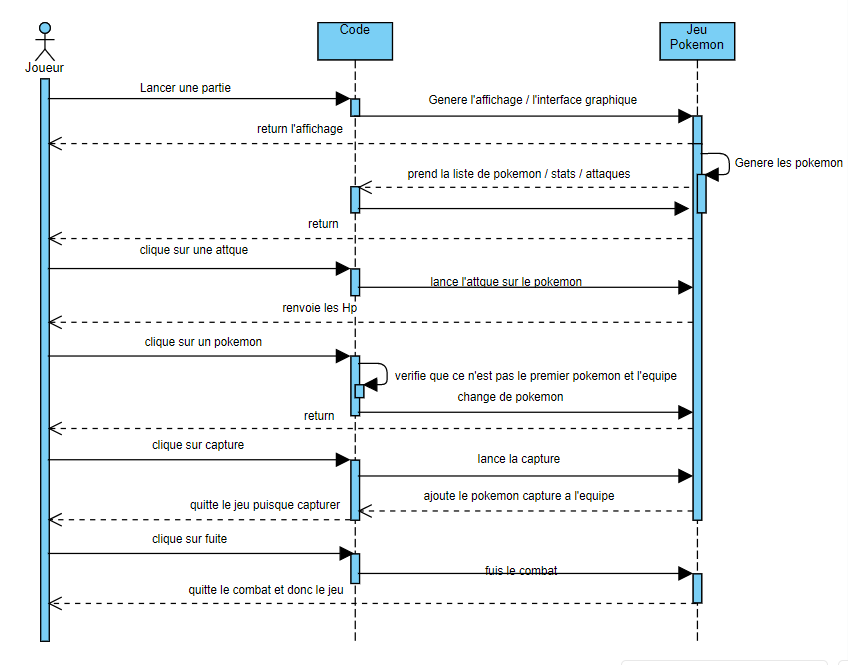 Code
Jeu
Pokemon
Joueur
Lancer une partie
Genere l'affichage / l'interface graphique
return l'affichage
Genere les pokemon
prend la liste de pokemon / stats / attaques
return
clique sur une attque
lance l'attque sur le pokemon
renvoie les Hp
clique sur un pokemon
verifie que ce n'est pas le premier pokemon et l'equipe
change de pokemon
return
clique sur capture
lance la capture
ajoute le pokemon capture a l'equipe
quitte le jeu puisque capturer
clique sur fuite
fuis le combat
quitte le combat et donc le jeu